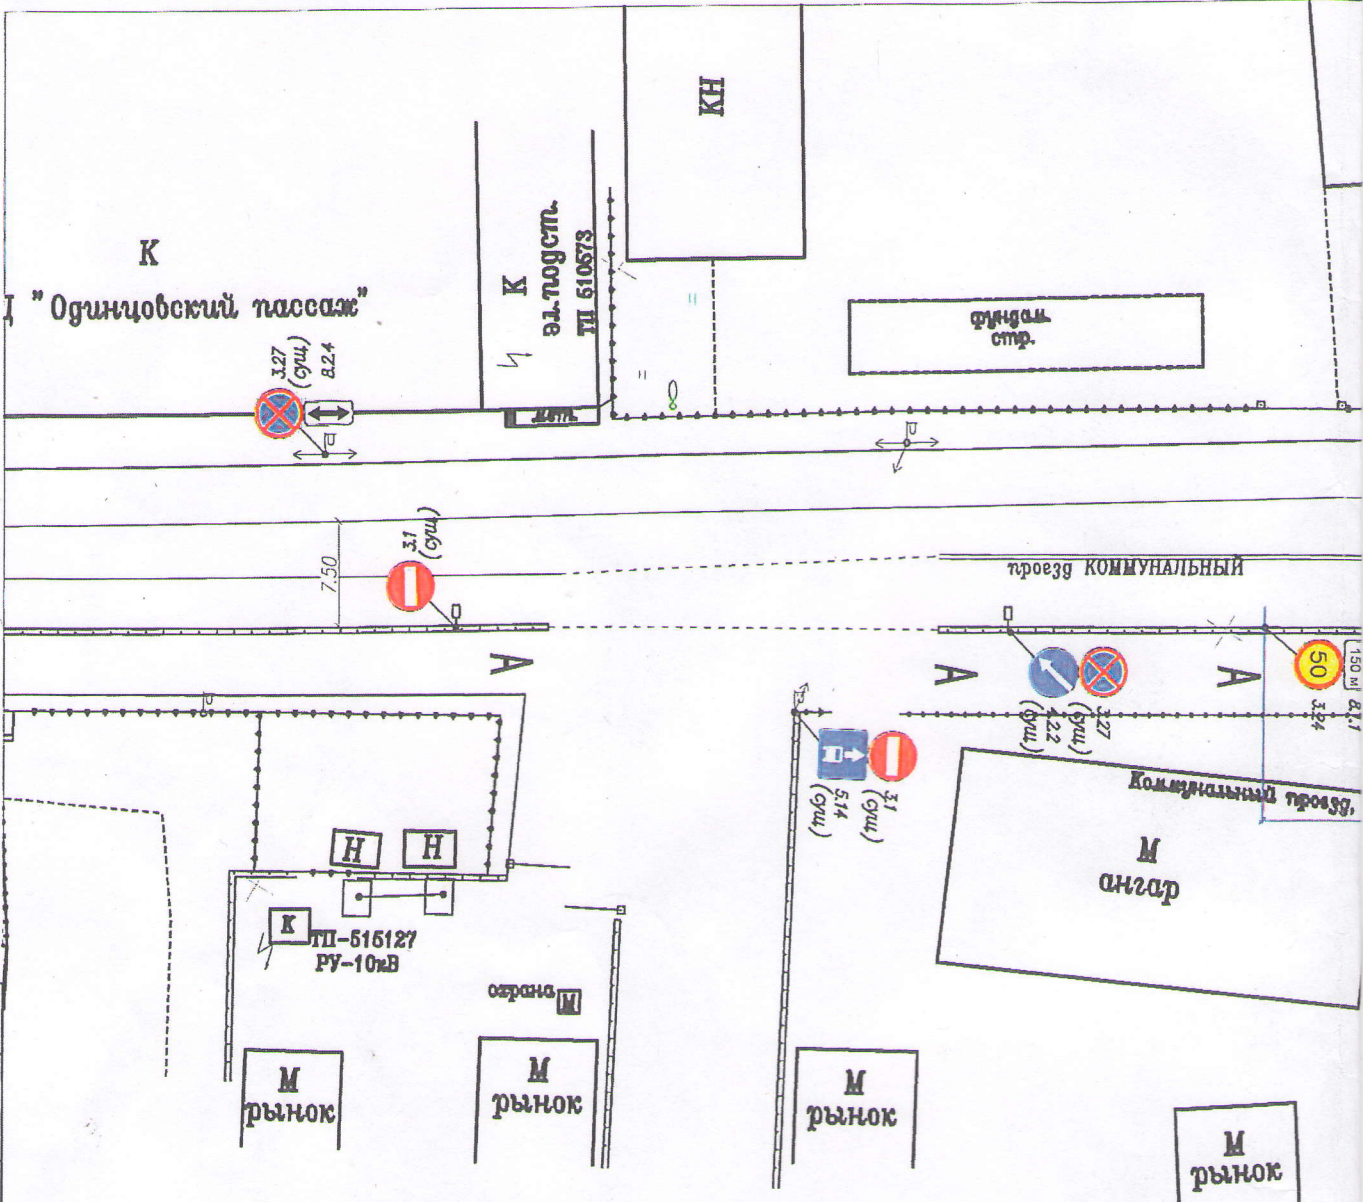 КН
К
"Одинцовский пассаж"
К
эл.подст.
ТП 510673
фундам.
стр.
3.27
(сущ)
8.2.4
мет.
3.1
(сущ)
7.50
проезд КОММУНАЛЬНЫЙ
А
А
А
50
150 м
8.1.1
3.24
3.27
(сущ)
4.2.2
(сущ)
3.1
(сущ)
5.14
(сущ)
Коммунальный проезд,
М
ангар
Н
Н
К
ТП-515127
РУ-10кВ
охрана
М
М
рынок
М
рынок
М
рынок
М
рынок